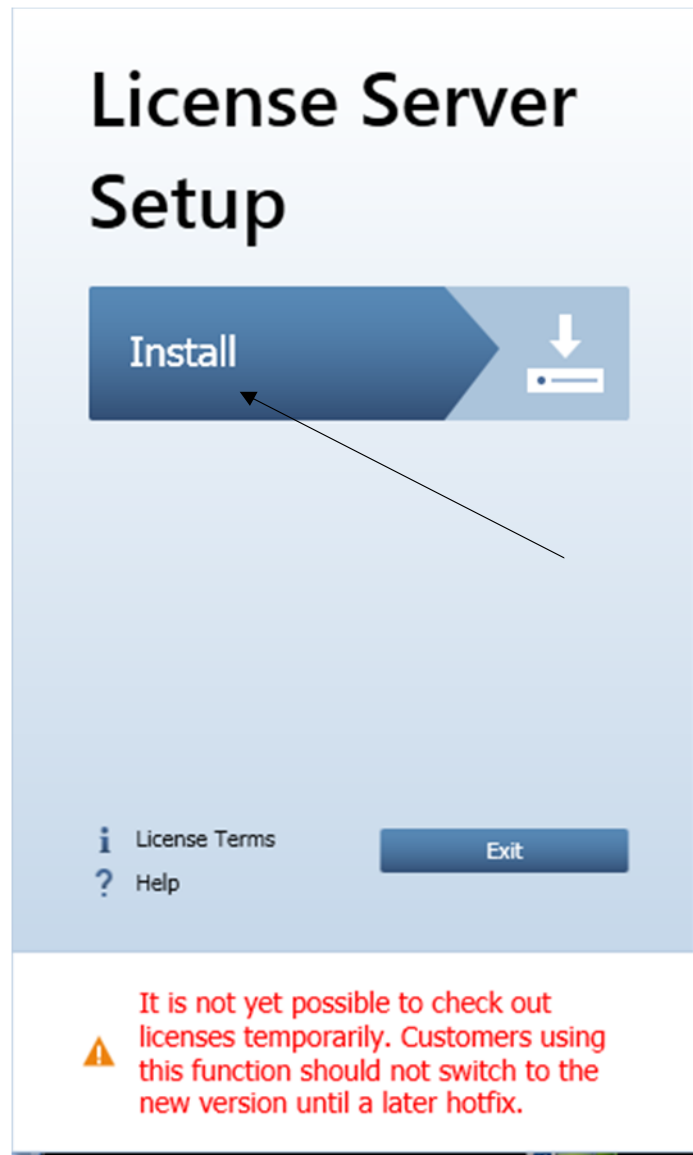 License Server
Setup
Install
License Terms
Exit
Help
It is not yet possible to check out
licenses temporarily. Customers using
this function should not switch to the
new version until a later hotfix.